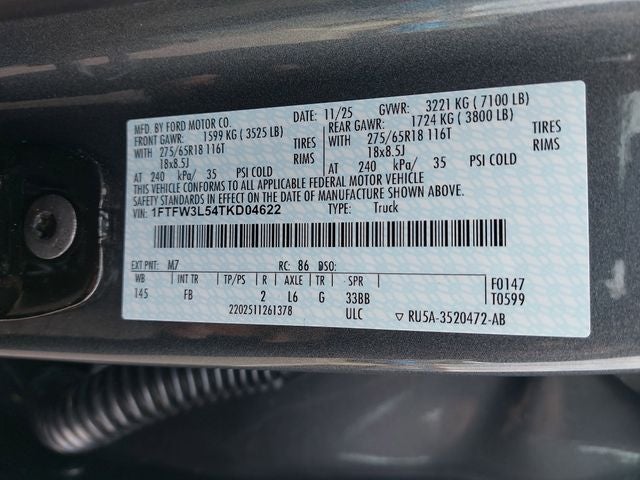 MFD. BY FORD MOTOR CO. DATE: 11/25 GVWR: 3221 KG ( 7100 LB)
FRONT GAWR: 1599 KG ( 3525 LB) REAR GAWR: 1724 KG ( 3800 LB)
WITH 275/65R18 116T TIRES WITH 275/65R18 116T TIRES
18x8.5J RIMS 18x8.5J RIMS
AT 240 kPa/ 35 PSI COLD AT 240 kPa/ 35 PSI COLD
THIS VEHICLE CONFORMS TO ALL APPLICABLE FEDERAL MOTOR VEHICLE
SAFETY STANDARDS IN EFFECT ON THE DATE OF MANUFACTURE SHOWN ABOVE.
VIN: 1FTFW3L54TKD04622 TYPE: Truck
EXT PNT: M7 RC: 86 DSO:
WB INT TR TP/PS R AXLE TR SPR F0147
145 FB 2 L6 G 33BB T0599
2202511261378 ULC ▽ RU5A-3520472-AB